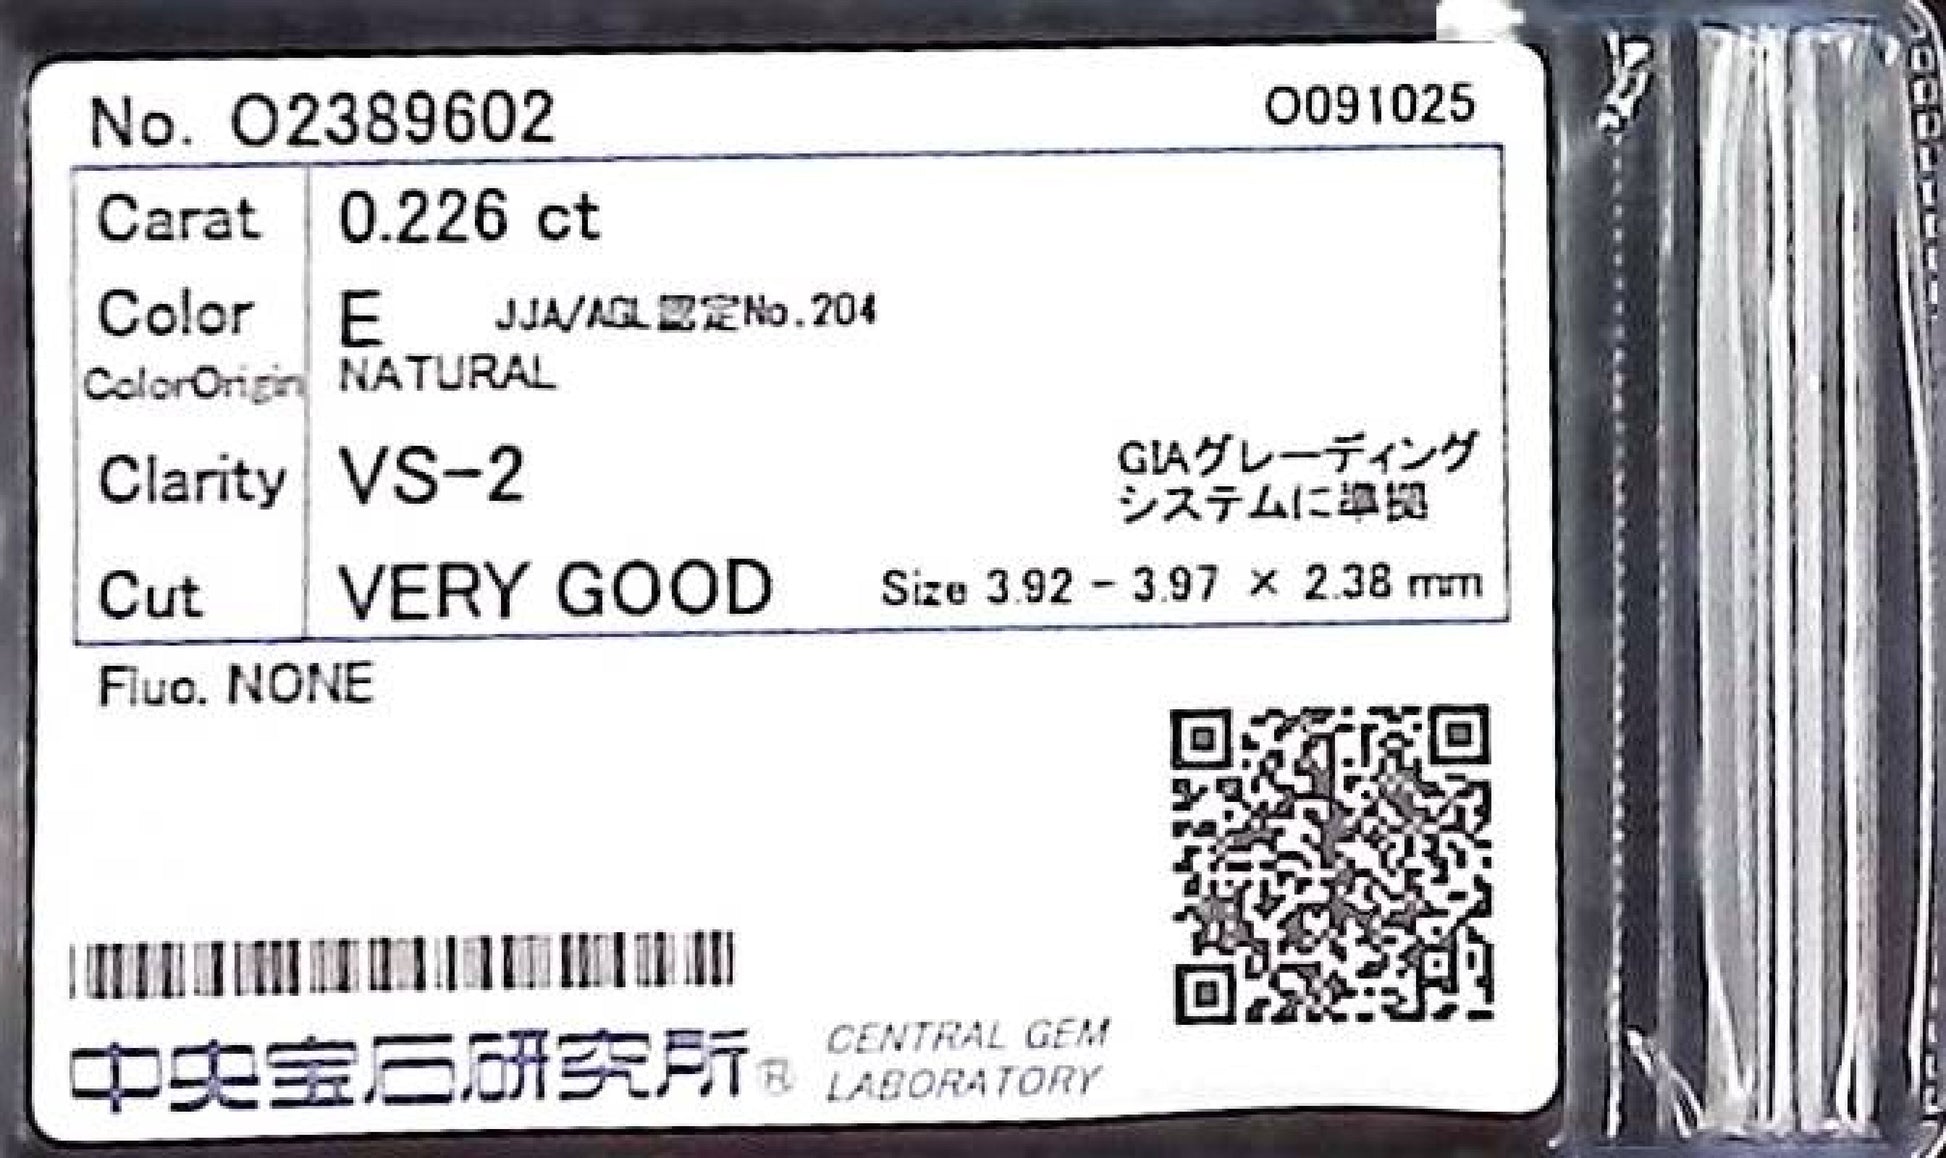 No. O2389602 O091025
Carat 0.226 ct
Color E JJA/AGL認定No.204
ColorOrigin NATURAL
Clarity VS-2 GIAグレーディング
システムに準拠
Cut VERY GOOD Size 3.92 - 3.97 × 2.38 mm
Fluo. NONE
中央宝石研究所® CENTRAL GEM
LABORATORY